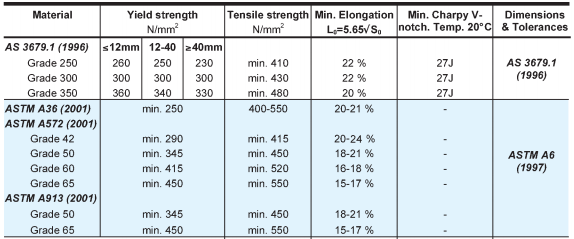 Material Yield strength Tensile strength Min. Elongation Min. Charpy V- Dimensions
N/mm² N/mm² L₀=5.65√S₀ notch. Temp. 20°C & Tolerances
AS 3679.1 (1996) ≤12mm 12-40 ≥40mm
Grade 250 260 250 230 min. 410 22 % 27J AS 3679.1
Grade 300 300 300 300 min. 430 22 % 27J (1996)
Grade 350 360 340 330 min. 480 20 % 27J
ASTM A36 (2001) min. 250 400-550 20-21 % -
ASTM A572 (2001)
Grade 42 min. 290 min. 415 20-24 % -
Grade 50 min. 345 min. 450 18-21 % - ASTM A6
Grade 60 min. 415 min. 520 16-18 % - (1997)
Grade 65 min. 450 min. 550 15-17 % -
ASTM A913 (2001)
Grade 50 min. 345 min. 450 18-21 % -
Grade 65 min. 450 min. 550 15-17 % -